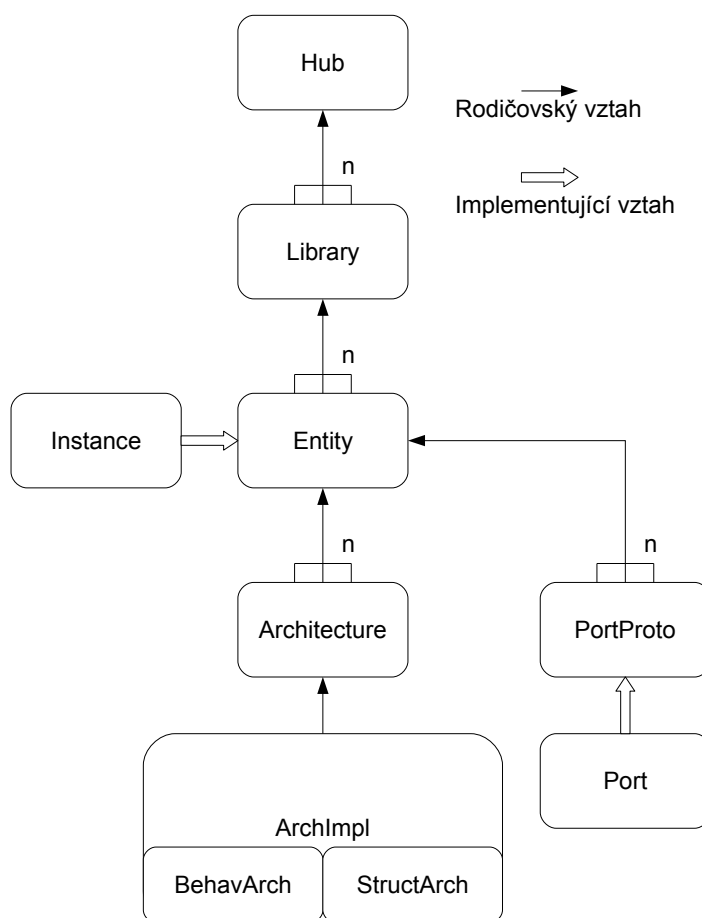 Hub
Rodičovský vztah
n
Implementující vztah
Library
n
Instance
Entity
n
n
Architecture
PortProto
Port
ArchImpl
BehavArch
StructArch